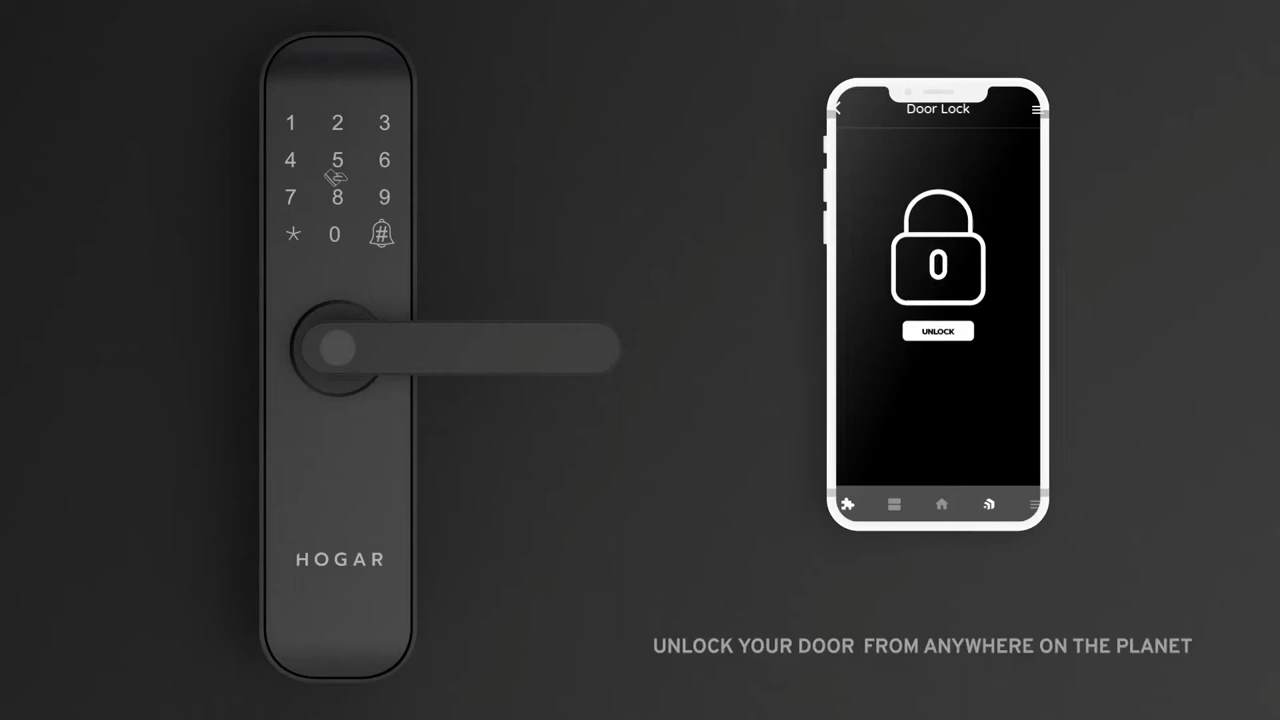 1 2 3
4 5 6
7 8 9
* 0 #
HOGAR
Door Lock
UNLOCK
UNLOCK YOUR DOOR FROM ANYWHERE ON THE PLANET